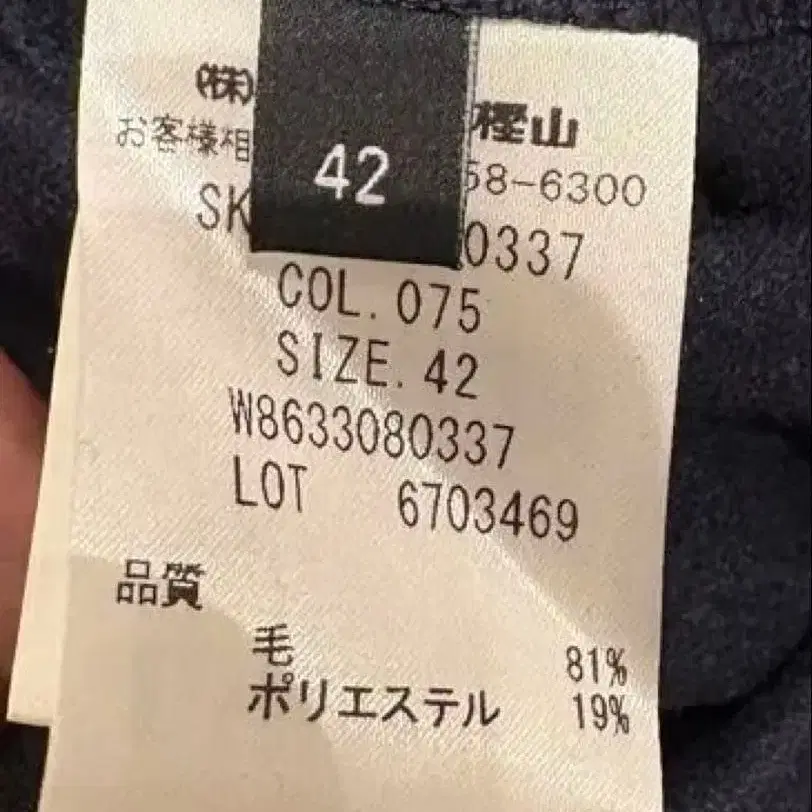 (株) 樫山
お客様相 58-6300
42
SK 0337
COL. 075
SIZE. 42
W8633080337
LOT 6703469
品質
毛 81%
ポリエステル 19%